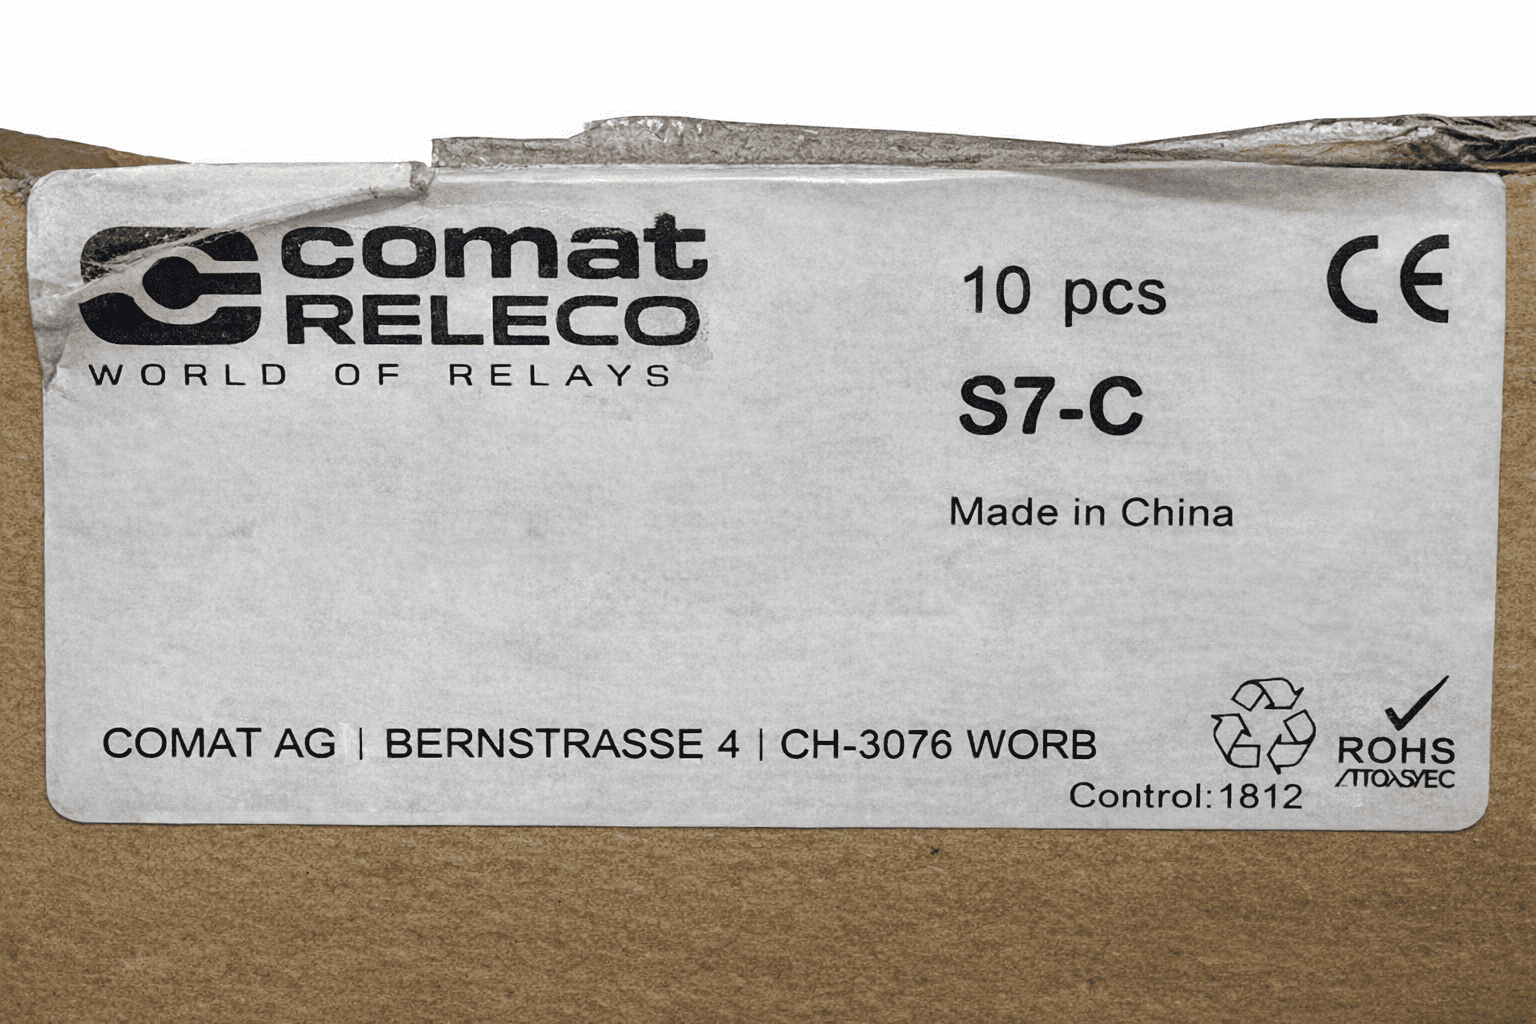 comat
RELECO
WORLD OF RELAYS
10 pcs
CE
S7-C
Made in China
COMAT AG | BERNSTRASSE 4 | CH-3076 WORB
ROHS
Control:1812